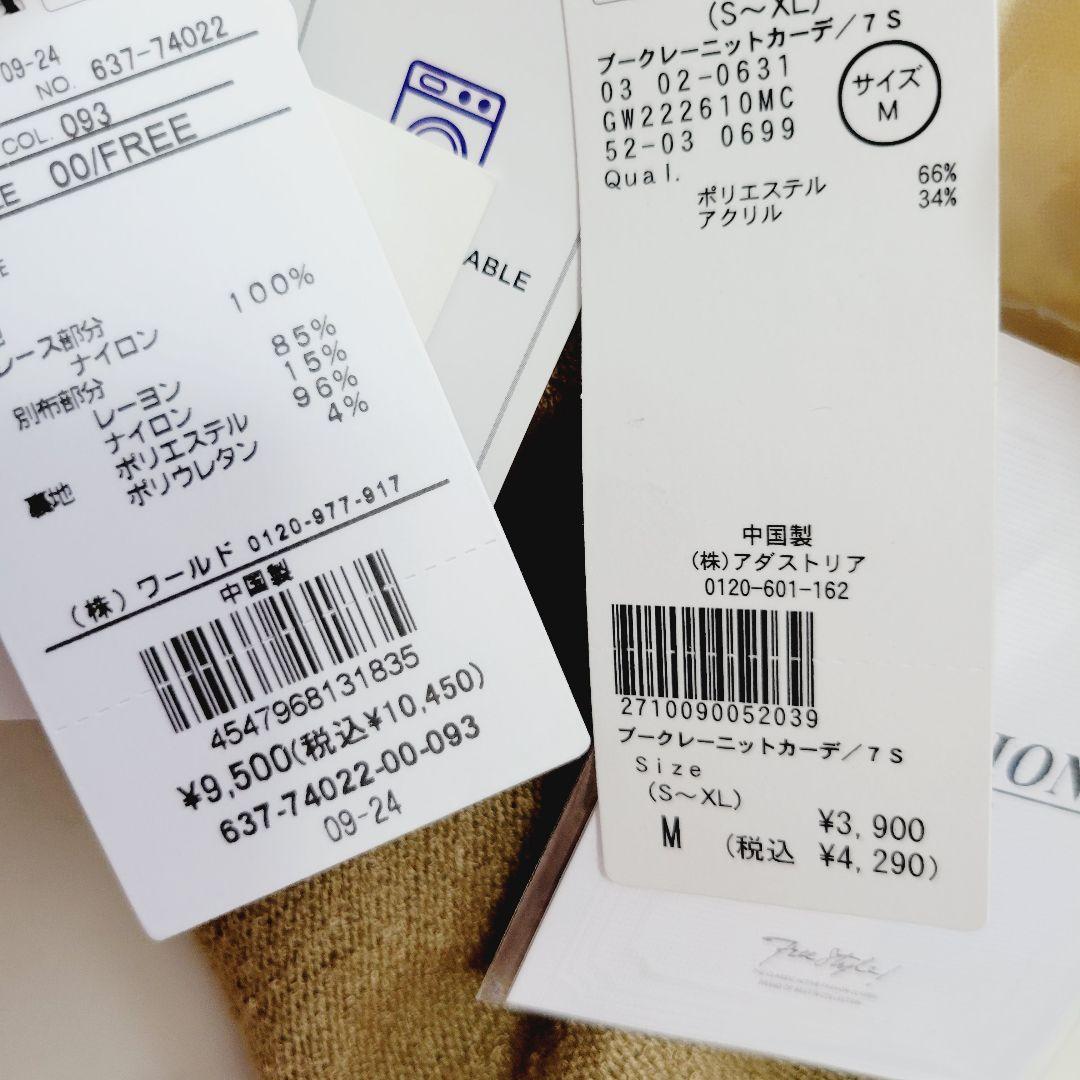 09-24
NO. 637-74022
COL. 093
00/FREE
100%
レース部分
ナイロン
85%
別布部分
レーヨン
15%
ナイロン
96%
ポリエステル
4%
裏地
ポリウレタン
(株) ワールド 0120-977-917
中国製
4547968131835
¥9,500(税込¥10,450)
637-74022-00-093
09-24
ABLE
(S～XL)
ブークレーニットカーデ/7S
03 02-0631
GW222610MC
52-03 0699
サイズ
M
Qual.
ポリエステル 66%
アクリル 34%
中国製
(株)アダストリア
0120-601-162
2710090052039
ブークレーニットカーデ/7S
Size
(S～XL)
M
¥3,900
(税込 ¥4,290)
ION
Free Style!